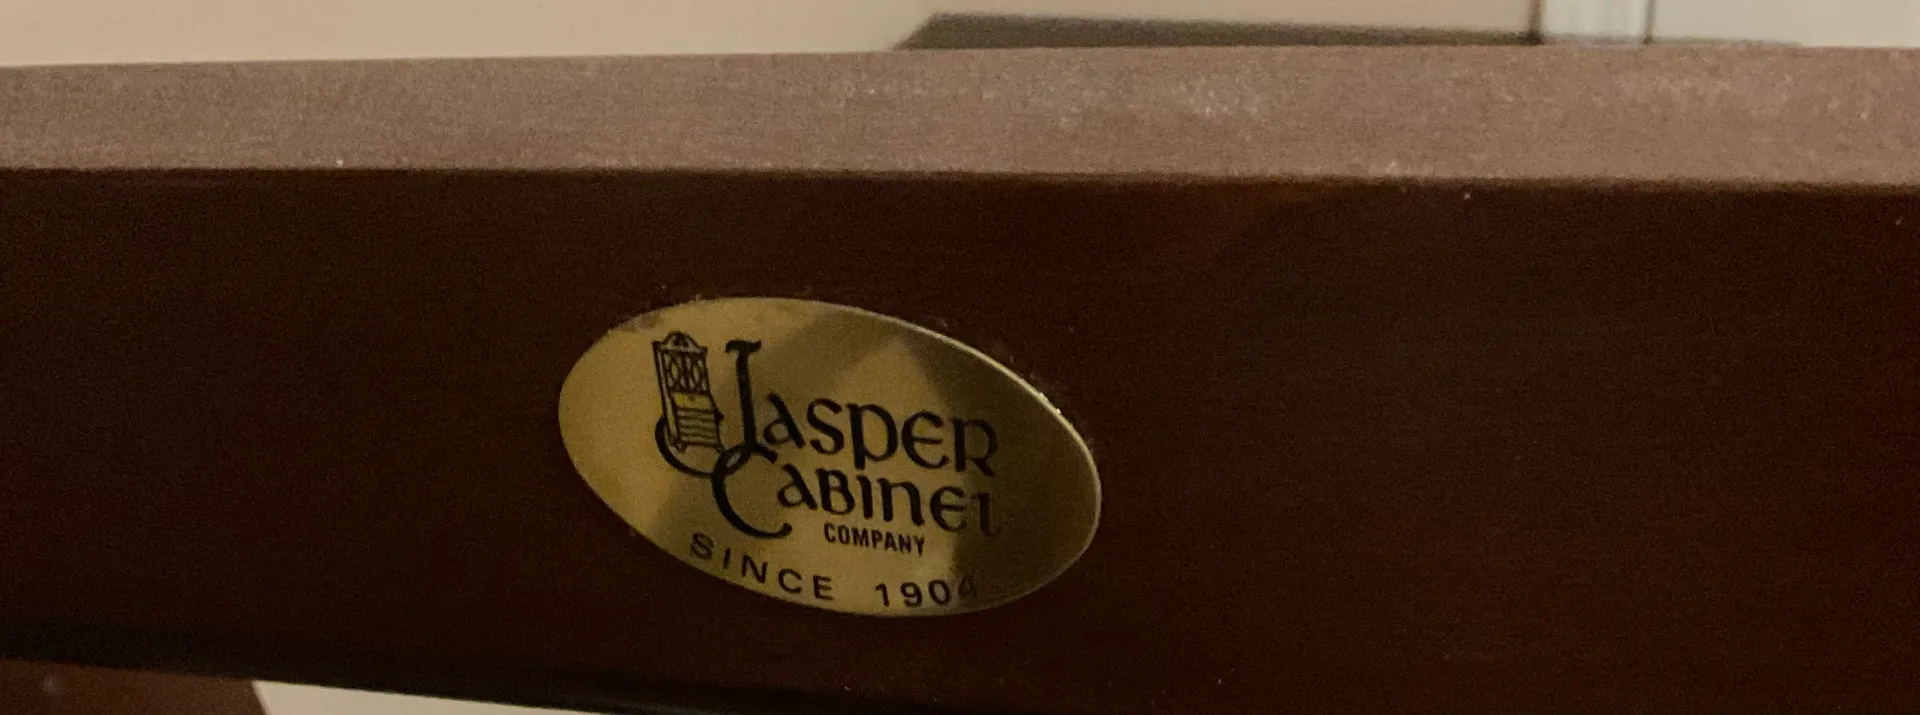 Jasper
Cabinet
COMPANY
SINCE 1904